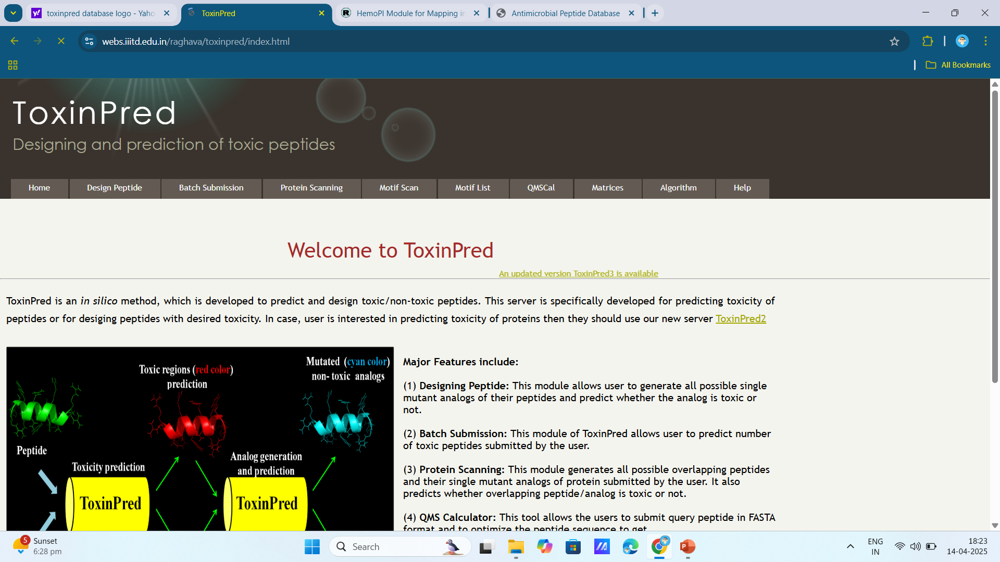 toxinpred database logo - Yaho
ToxinPred
HemoPI Module for Mapping in
Antimicrobial Peptide Database
webs.iiitd.edu.in/raghava/toxinpred/index.html
All Bookmarks
ToxinPred
Designing and prediction of toxic peptides
Home Design Peptide Batch Submission Protein Scanning Motif Scan Motif List QMSCal Matrices Algorithm Help
Welcome to ToxinPred
An updated version ToxinPred3 is available
ToxinPred is an in silico method, which is developed to predict and design toxic/non-toxic peptides. This server is specifically developed for predicting toxicity of
peptides or for desiging peptides with desired toxicity. In case, user is interested in predicting toxicity of proteins then they should use our new server ToxinPred2
Toxic regions (red color)
prediction
Mutated (cyan color)
non- toxic analogs
Peptide
Toxicity prediction
Analog generation
and prediction
ToxinPred
ToxinPred
Major Features include:
(1) Designing Peptide: This module allows user to generate all possible single
mutant analogs of their peptides and predict whether the analog is toxic or
not.
(2) Batch Submission: This module of ToxinPred allows user to predict number
of toxic peptides submitted by the user.
(3) Protein Scanning: This module generates all possible overlapping peptides
and their single mutant analogs of protein submitted by the user. It also
predicts whether overlapping peptide/analog is toxic or not.
(4) QMS Calculator: This tool allows the users to submit query peptide in FASTA
format and to optimize the peptide sequence to get
5
Sunset
6:28 pm
Search
ENG
IN
18:23
14-04-2025